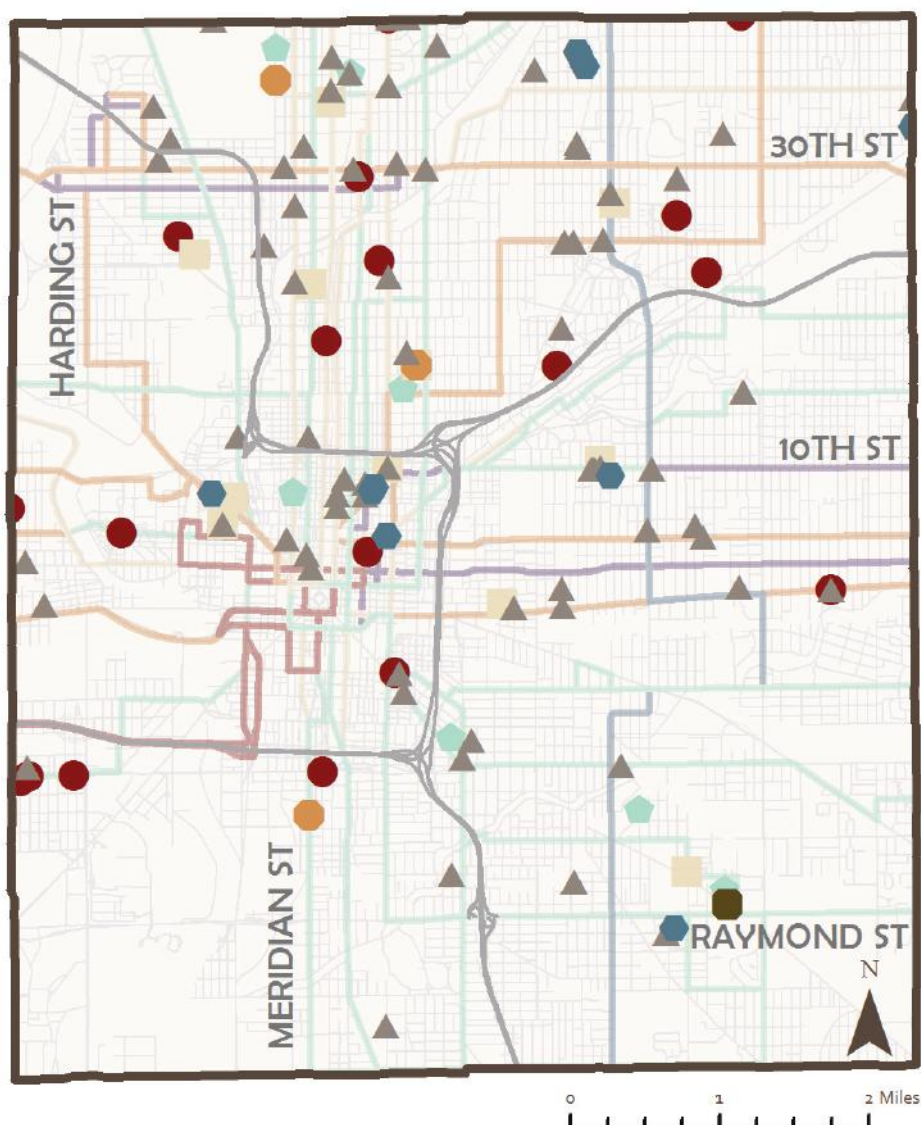 30TH ST
HARDING ST
10TH ST
MERIDIAN ST
RAYMOND ST
N
0 1 2 Miles